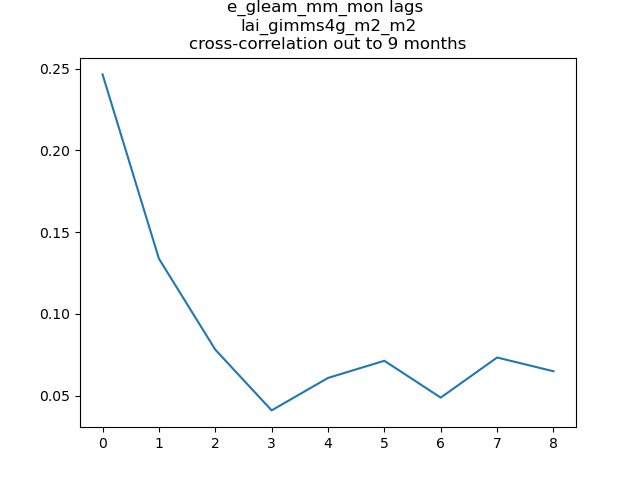 e_gleam_mm_mon lags
lai_gimms4g_m2_m2
cross-correlation out to 9 months
0.25
0.20
0.15
0.10
0.05
0 1 2 3 4 5 6 7 8